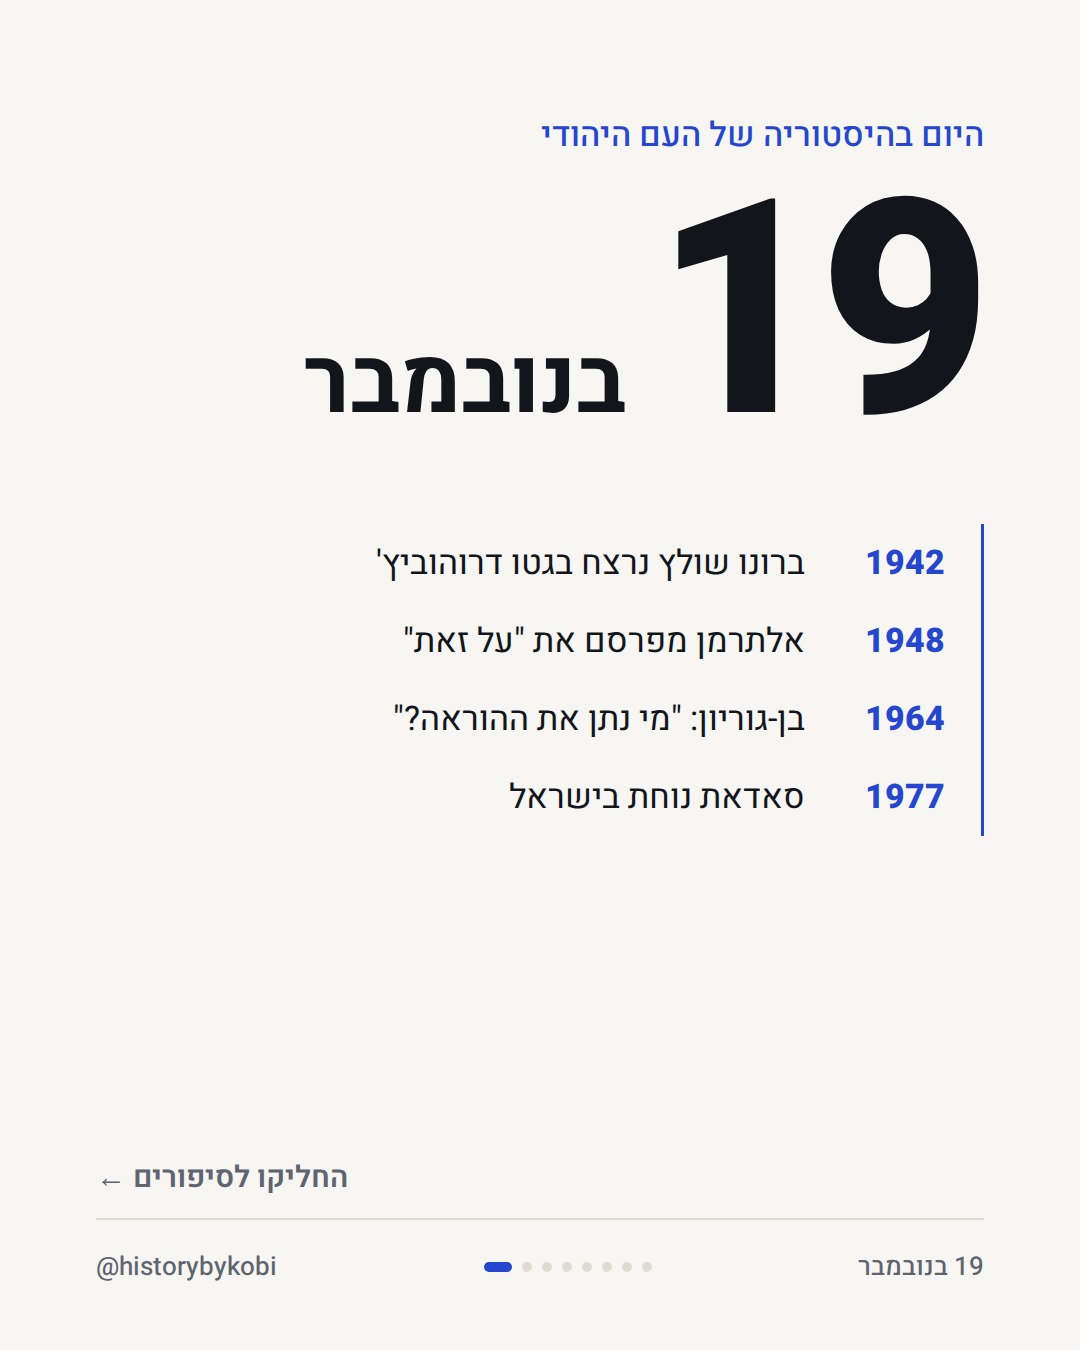 היום בהיסטוריה של העם היהודי
19 בנובמבר
1942 ברונו שולץ נרצח בגטו דרוהוביץ'
1948 אלתרמן מפרסם את "על זאת"
1964 בן-גוריון: "מי נתן את ההוראה?"
1977 סאדאת נוחת בישראל
החליקו לסיפורים ←
19 בנובמבר
@historybykobi